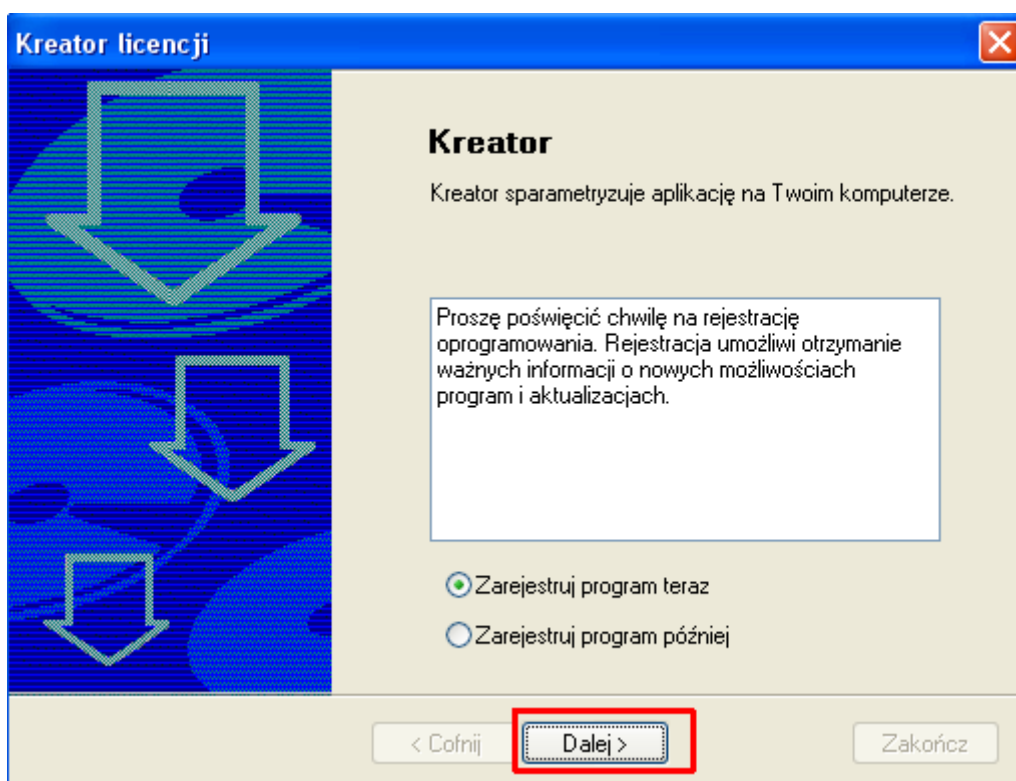 Kreator licencji
Kreator
Kreator sparametryzuje aplikację na Twoim komputerze.
Proszę poświęcić chwilę na rejestrację
oprogramowania. Rejestracja umożliwi otrzymanie
ważnych informacji o nowych możliwościach
program i aktualizacjach.
Zarejestruj program teraz
Zarejestruj program później
< Cofnij
Dalej >
Zakończ